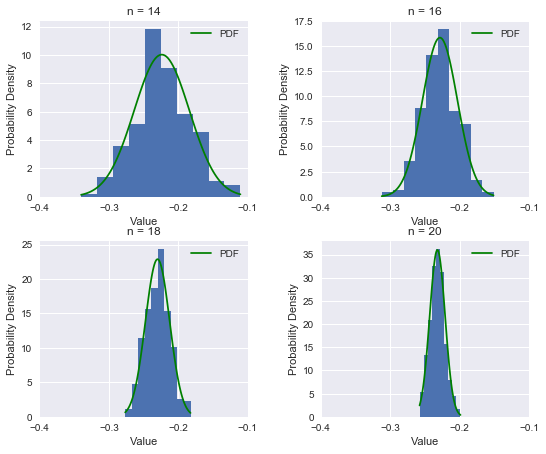 n = 14
PDF
Probability Density
12
10
8
6
4
2
0
−0.4 −0.3 −0.2 −0.1
Value
n = 16
PDF
Probability Density
17.5
15.0
12.5
10.0
7.5
5.0
2.5
0.0
−0.4 −0.3 −0.2 −0.1
Value
n = 18
PDF
Probability Density
25
20
15
10
5
0
−0.4 −0.3 −0.2 −0.1
Value
n = 20
PDF
Probability Density
35
30
25
20
15
10
5
0
−0.4 −0.3 −0.2 −0.1
Value